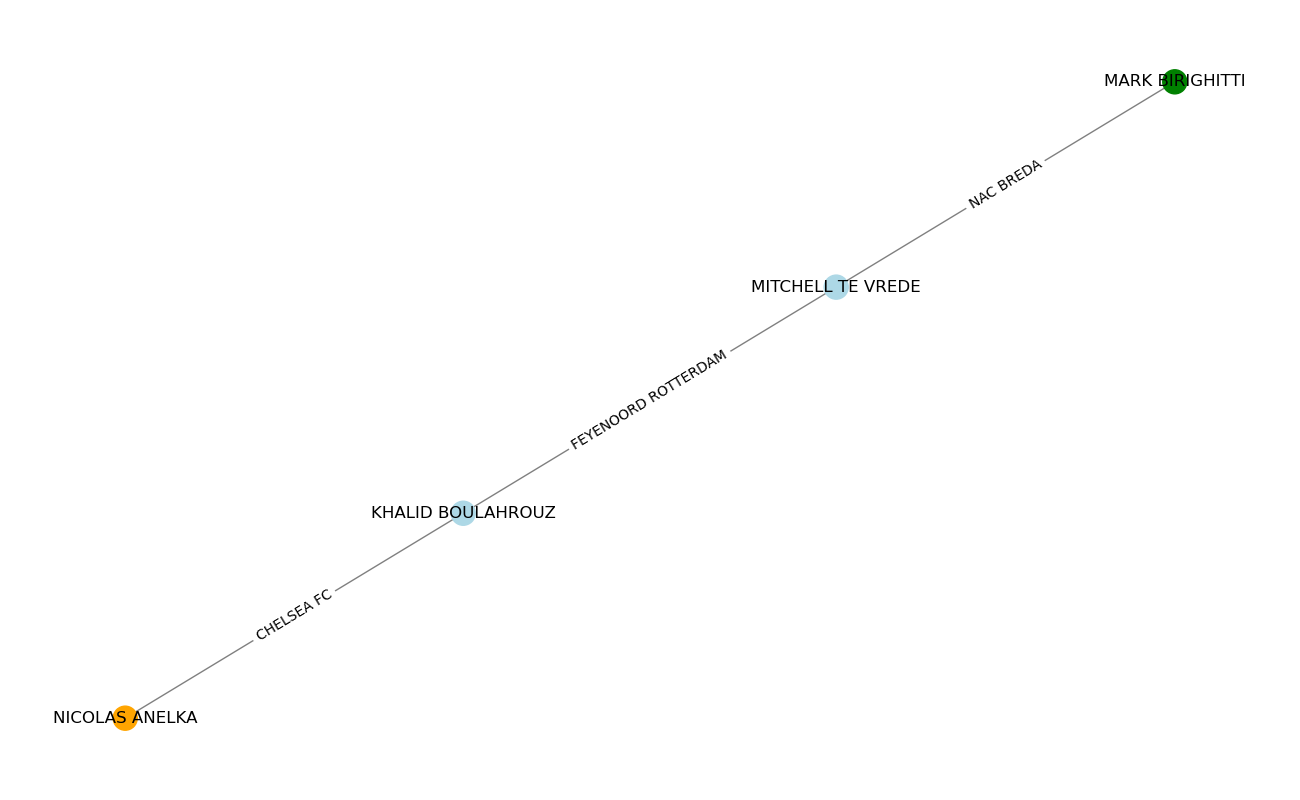 MARK BIRIGHITTI
NAC BREDA
MITCHELL TE VREDE
FEYENOORD ROTTERDAM
KHALID BOULAHROUZ
CHELSEA FC
NICOLAS ANELKA